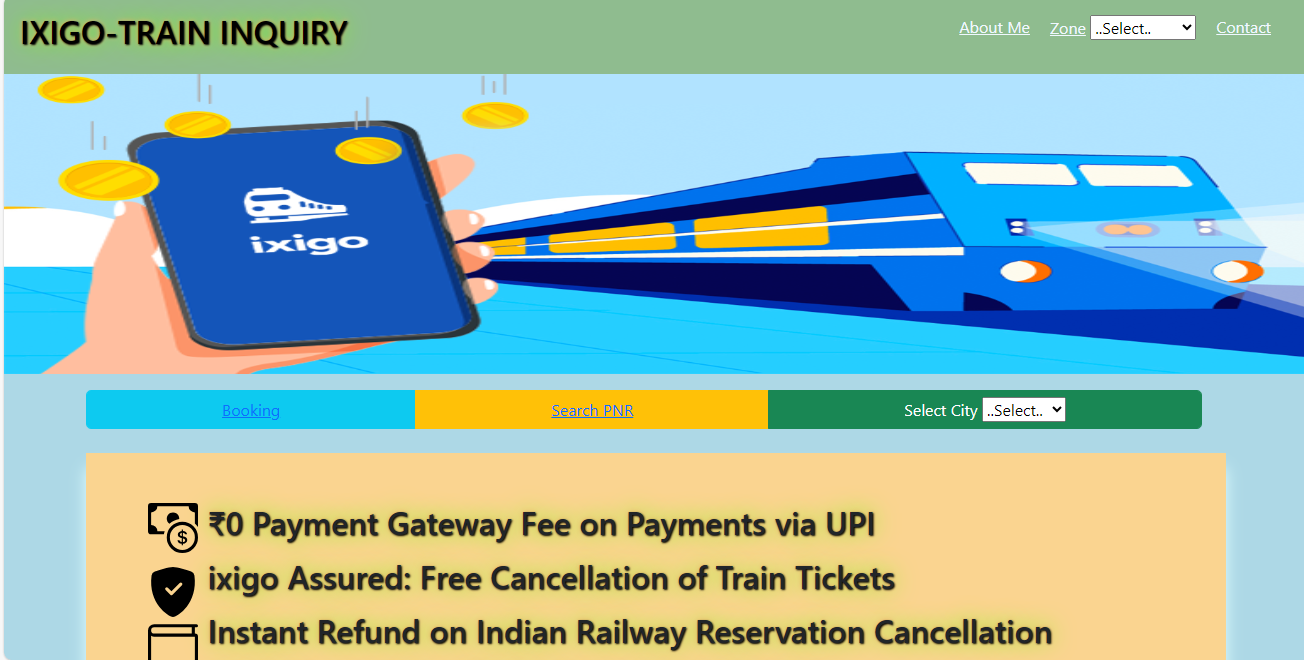 IXIGO-TRAIN INQUIRY
About Me Zone ..Select.. Contact
ixigo
Booking Search PNR Select City ..Select..
₹0 Payment Gateway Fee on Payments via UPI
$
ixigo Assured: Free Cancellation of Train Tickets
Instant Refund on Indian Railway Reservation Cancellation